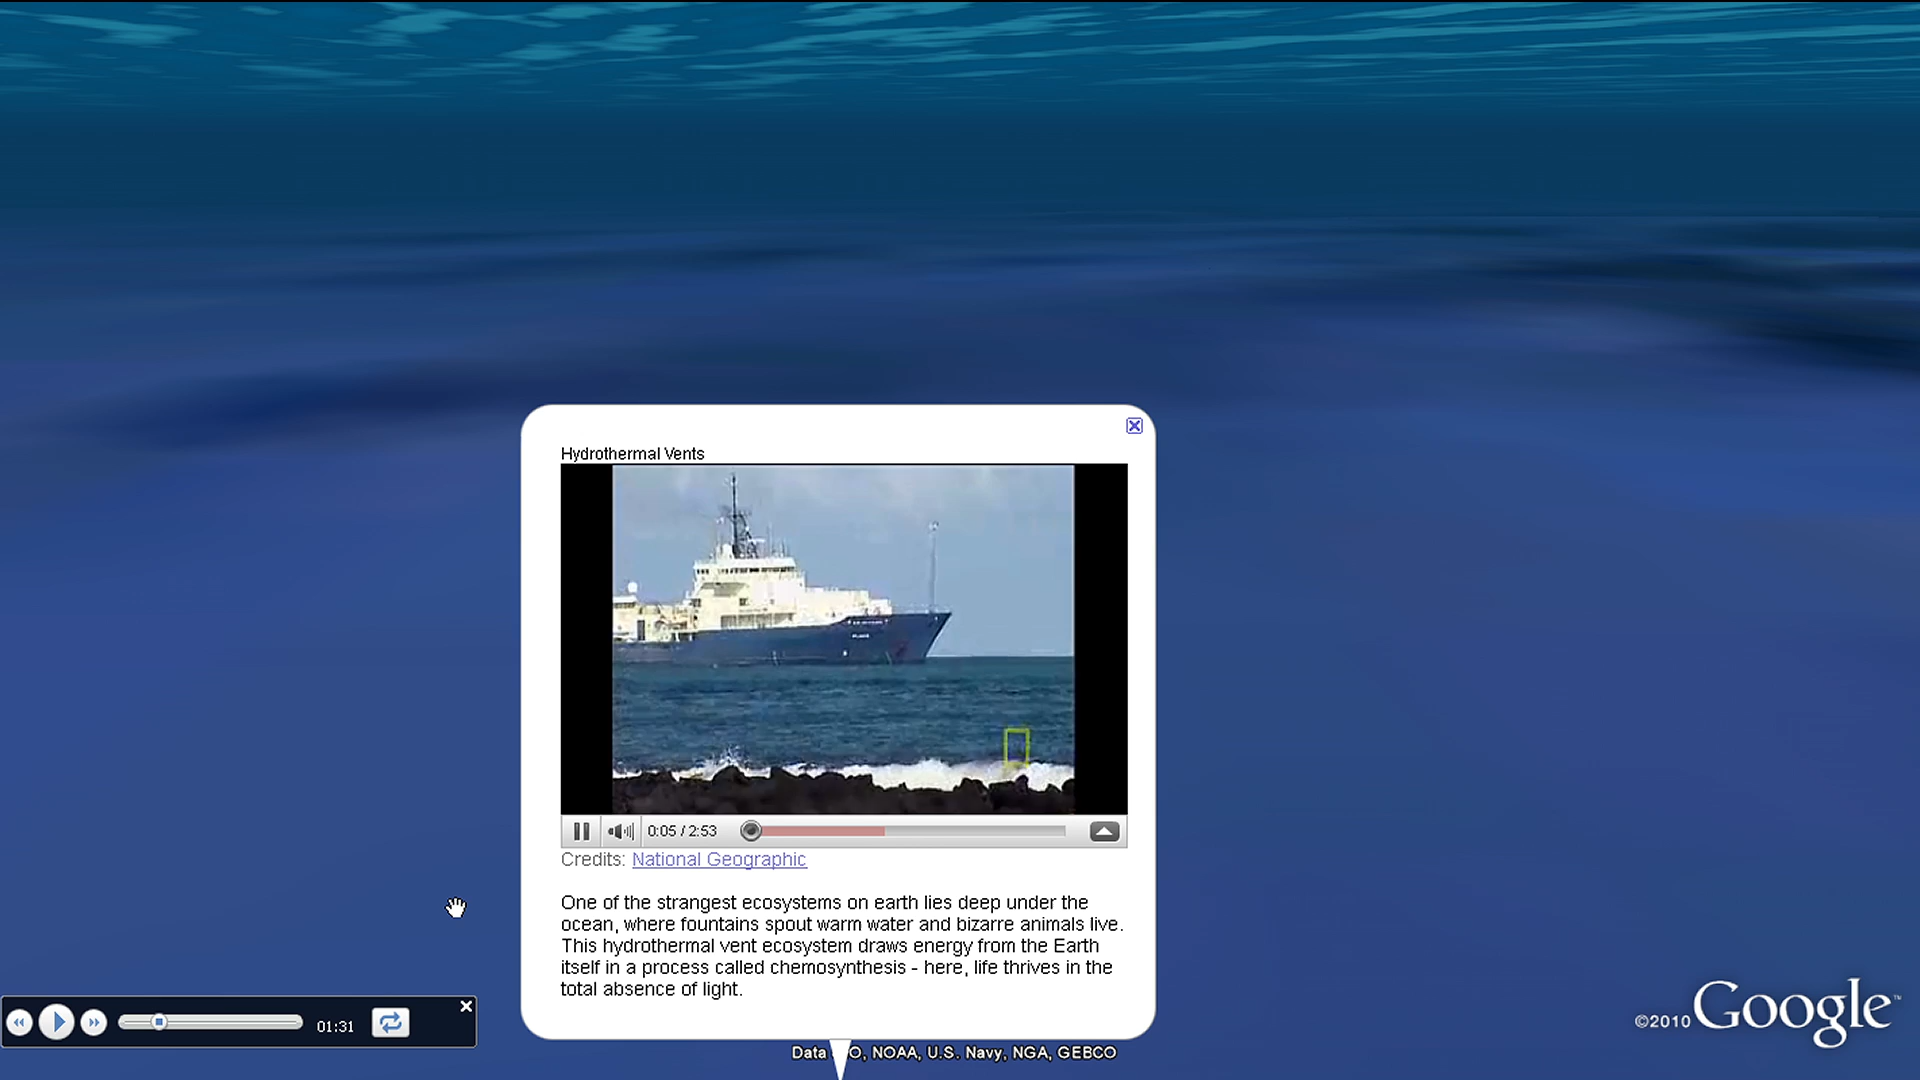 Hydrothermal Vents
0:05 / 2:53
Credits: National Geographic
One of the strangest ecosystems on earth lies deep under the
ocean, where fountains spout warm water and bizarre animals live.
This hydrothermal vent ecosystem draws energy from the Earth
itself in a process called chemosynthesis - here, life thrives in the
total absence of light.
01:31
©2010 Google™
Data O, NOAA, U.S. Navy, NGA, GEBCO